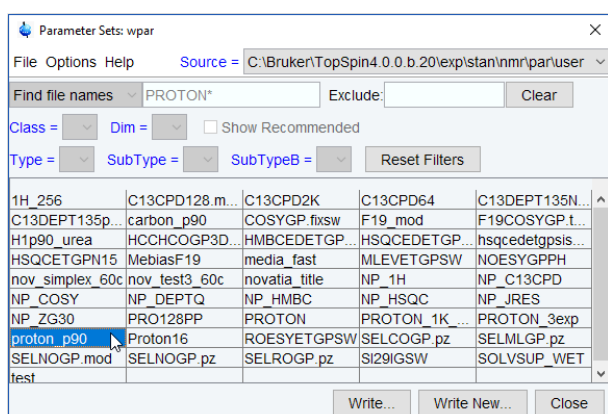 Parameter Sets: wpar
File Options Help Source = C:\Bruker\TopSpin4.0.0.b.20\exp\stan\nmr\par\user
Find file names PROTON* Exclude: Clear
Class = Dim = Show Recommended
Type = SubType = SubTypeB = Reset Filters
1H_256 C13CPD128.m... C13CPD2K C13CPD64 C13DEPT135N...
C13DEPT135p... carbon_p90 COSYGP.fixsw F19_mod F19COSYGP.t...
H1p90_urea HCCHCOGP3D... HMBCEDETGP... HSQCEDETGP... hsqcedetgpsis...
HSQCETGPN15 MebiasF19 media_fast MLEVETGPSW NOESYGPPH
nov_simplex_60c nov_test3_60c novatia_title NP_1H NP_C13CPD
NP_COSY NP_DEPTQ NP_HMBC NP_HSQC NP_JRES
NP_ZG30 PRO128PP PROTON PROTON_1K_... PROTON_3exp
proton_p90 Proton16 ROESYETGPSW SELCOGP.pz SELMLGP.pz
SELNOGP.mod SELNOGP.pz SELROGP.pz SI29IGSW SOLVSUP_WET
test
Write... Write New... Close